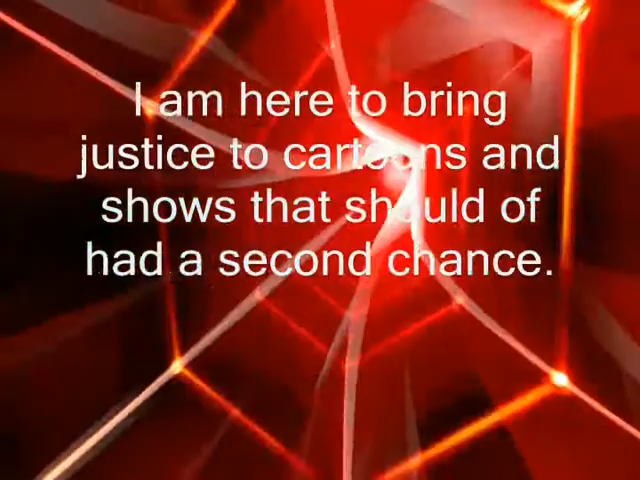 I am here to bring
justice to cartoons and
shows that should of
had a second chance.